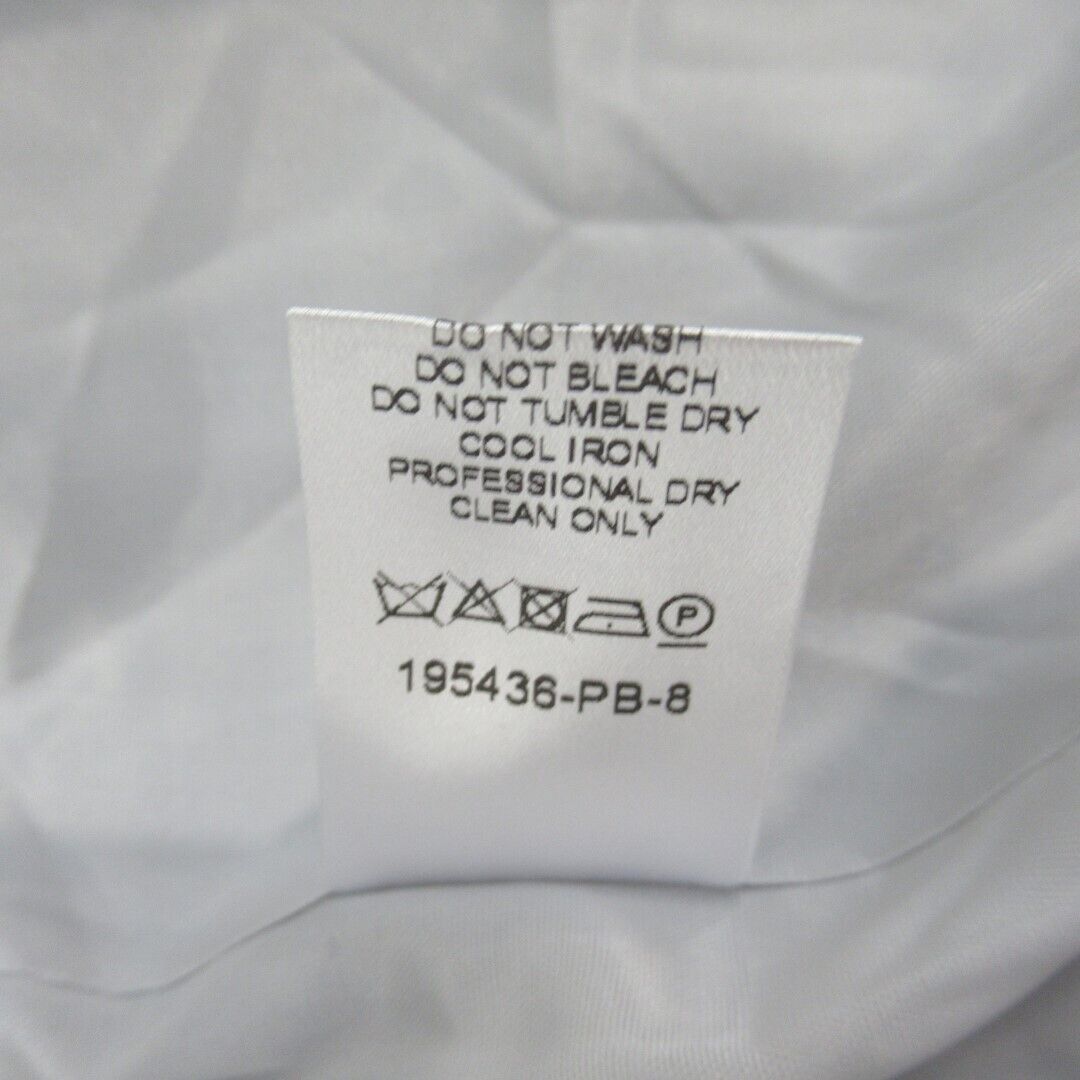 DO NOT WASH
DO NOT BLEACH
DO NOT TUMBLE DRY
COOL IRON
PROFESSIONAL DRY
CLEAN ONLY
P
195436-PB-8